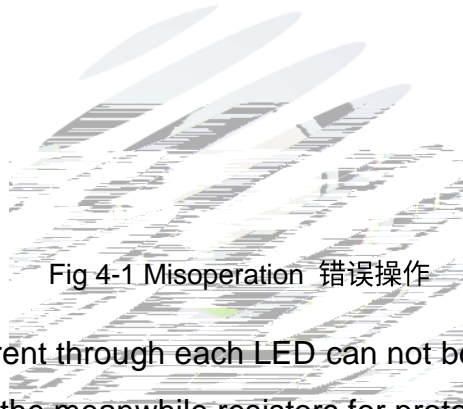 Fig 4-1 Misoperation 错误操作
rent through each LED can not be
the meanwhile resistors for prote